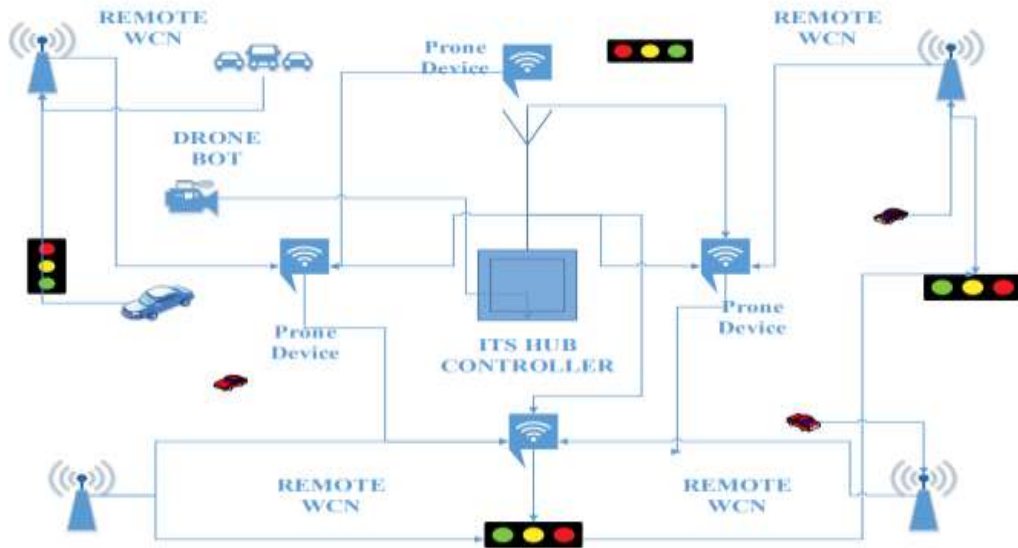 REMOTE
WCN
Prone
Device
REMOTE
WCN
DRONE
BOT
Prone
Device
ITS HUB
CONTROLLER
Prone
Device
REMOTE
WCN
REMOTE
WCN